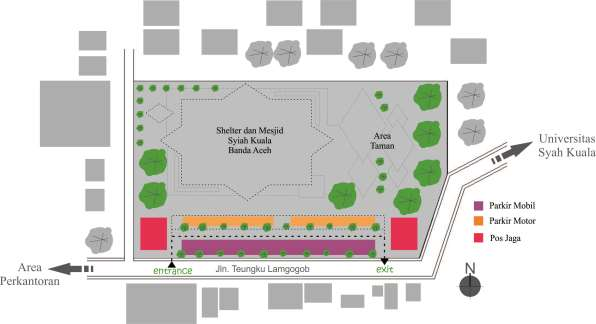 Shelter dan Mesjid
Syiah Kuala
Banda Aceh
Area
Taman
Universitas
Syah Kuala
Parkir Mobil
Parkir Motor
Pos Jaga
Area
Perkantoran
entrance
Jln. Teungku Lamgogob
exit
N